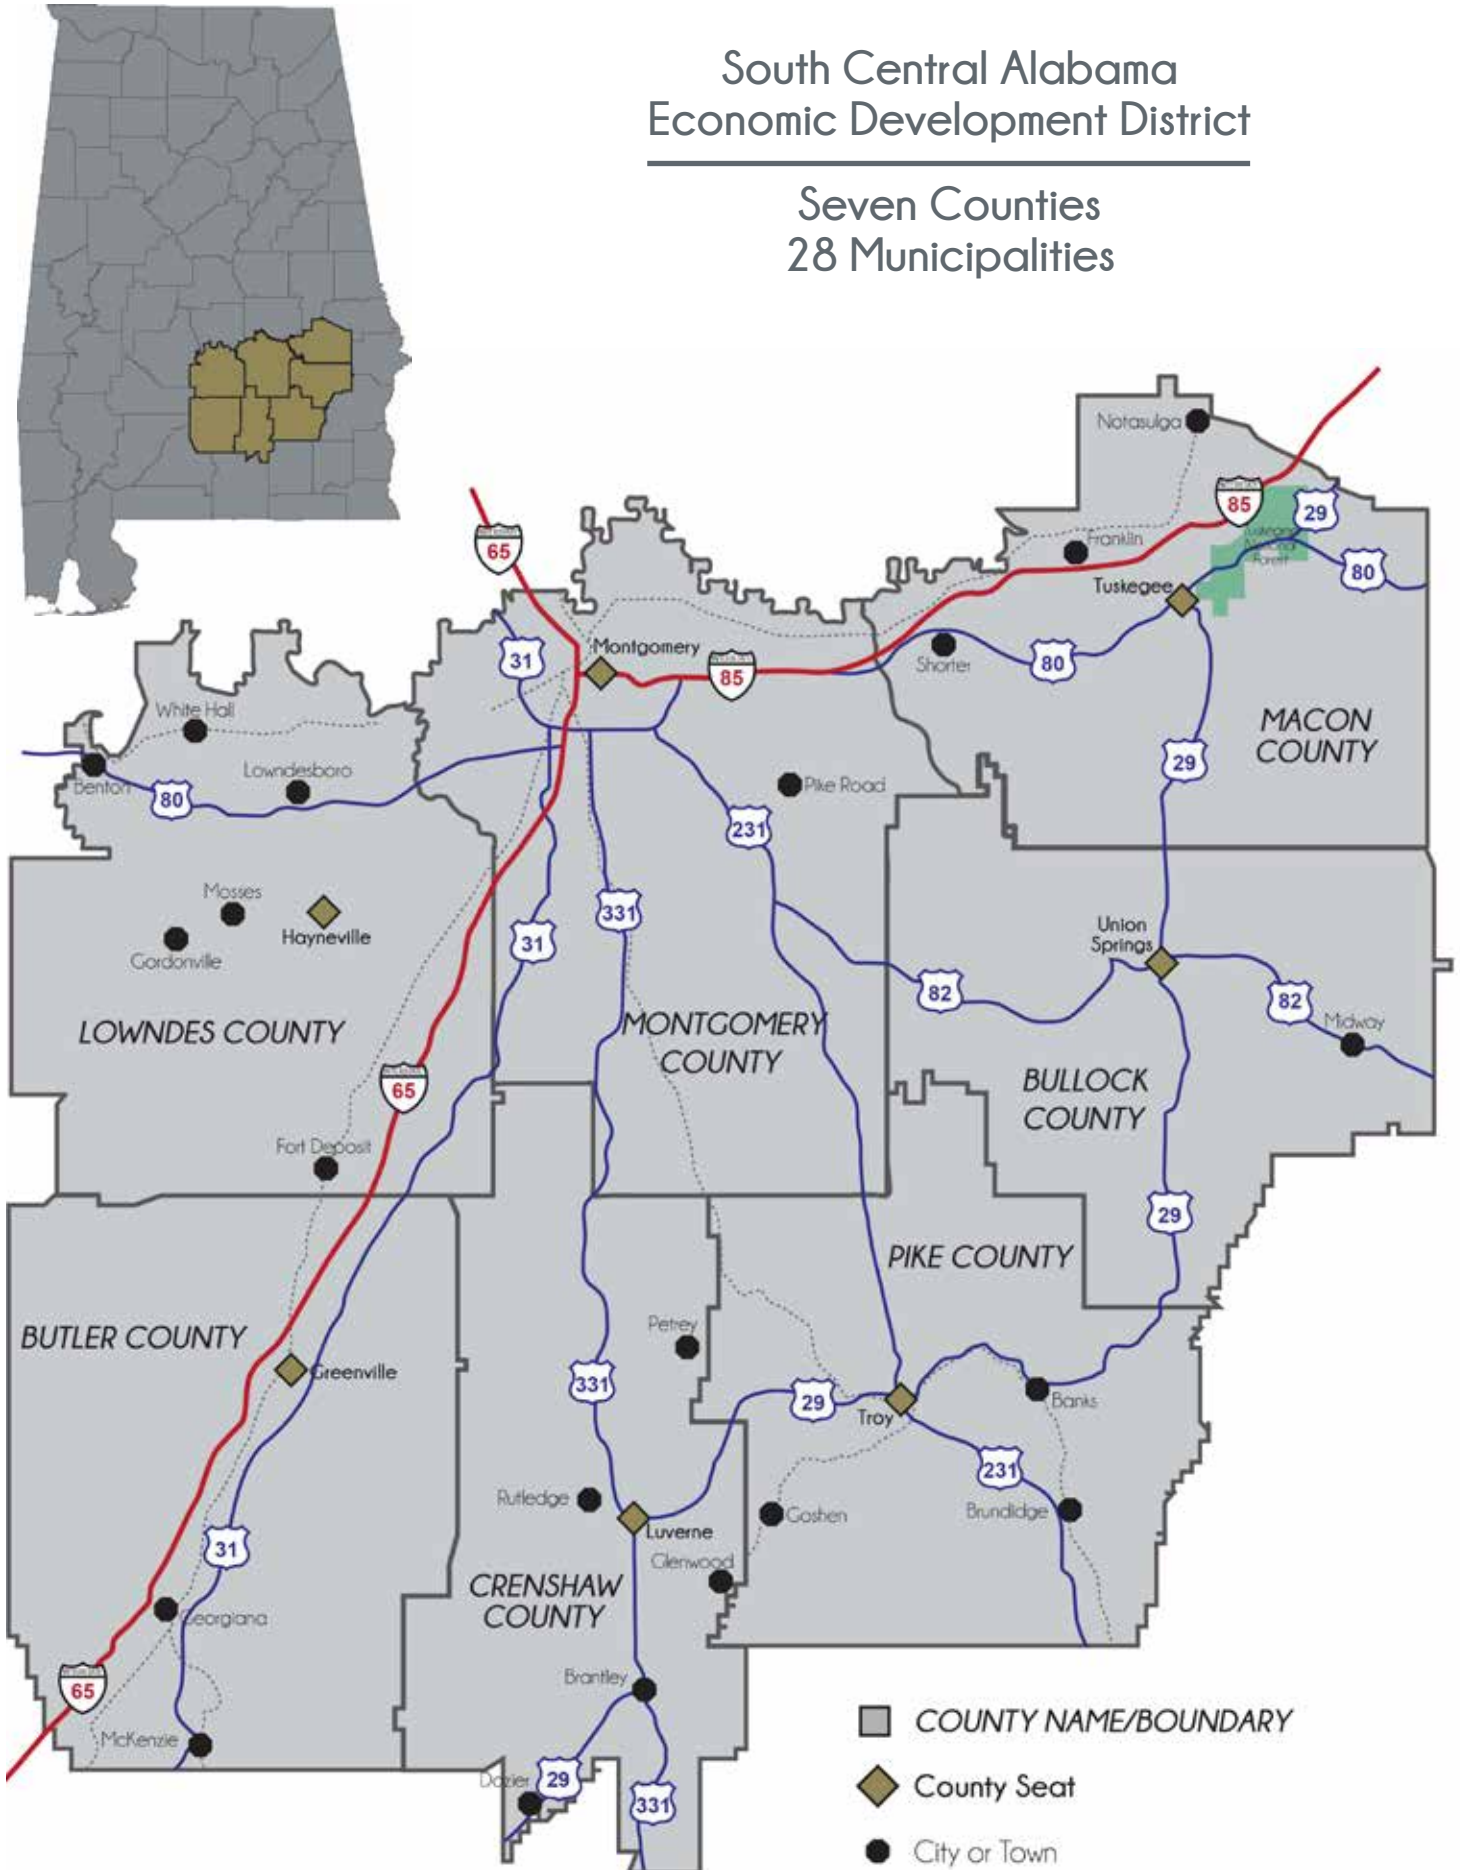 South Central Alabama
Economic Development District
Seven Counties
28 Municipalities
Notasulga
85
29
65
Franklin
Tuskegee
National
Forest
80
Tuskegee
31
Montgomery
85
Shorter
80
White Hall
MACON
COUNTY
29
Benton
80
Lowndesboro
Pike Road
231
Mosses
331
Hayneville
Gordonville
31
Union
Springs
82
82
LOWNDES COUNTY
MONTGOMERY
COUNTY
Midway
65
BULLOCK
COUNTY
Fort Deposit
29
PIKE COUNTY
BUTLER COUNTY
Petrey
Greenville
331
29
Troy
Banks
231
Rutledge
Luverne
Goshen
Brundidge
31
Glenwood
CRENSHAW
COUNTY
Georgiana
65
Brantley
McKenzie
Dozier
29
331
COUNTY NAME/BOUNDARY
County Seat
City or Town